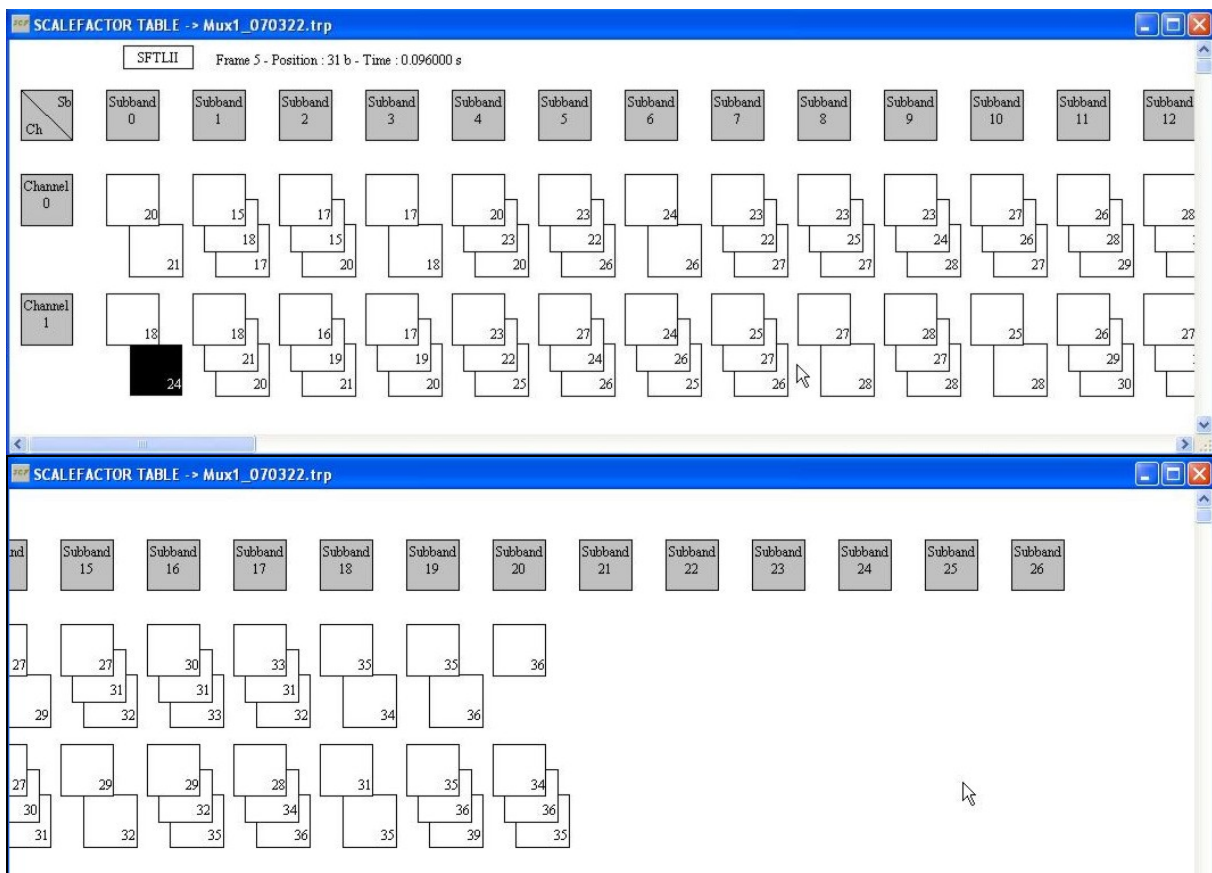 SCALEFACTOR TABLE -> Mux1_070322.trp
SFTLII Frame 5 - Position : 31 b - Time : 0.096000 s
Sb Subband Subband Subband Subband Subband Subband Subband Subband Subband Subband Subband Subband Subband
Ch 0 1 2 3 4 5 6 7 8 9 10 11 12
Channel
0
20 15 17 17 20 23 24 23 23 23 27 26 28
18 15 23 22 22 25 24 26 28
21 17 20 18 20 26 26 27 27 28 27 29
Channel
1
18 18 16 17 23 27 24 25 27 28 25 26 27
21 19 19 22 24 26 27 27 29
24 20 21 20 25 26 25 26 28 28 28 30
SCALEFACTOR TABLE -> Mux1_070322.trp
nd Subband Subband Subband Subband Subband Subband Subband Subband Subband Subband Subband Subband
15 16 17 18 19 20 21 22 23 24 25 26
27 27 30 33 35 35 36
31 31 31
29 32 33 32 34 36
27 29 29 28 31 35 34
30 32 34 36 36
31 32 35 36 35 39 35